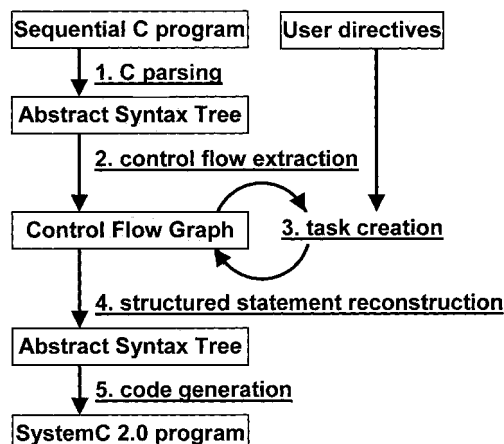 Sequential C program
User directives
1. C parsing
Abstract Syntax Tree
2. control flow extraction
Control Flow Graph
3. task creation
4. structured statement reconstruction
Abstract Syntax Tree
5. code generation
SystemC 2.0 program